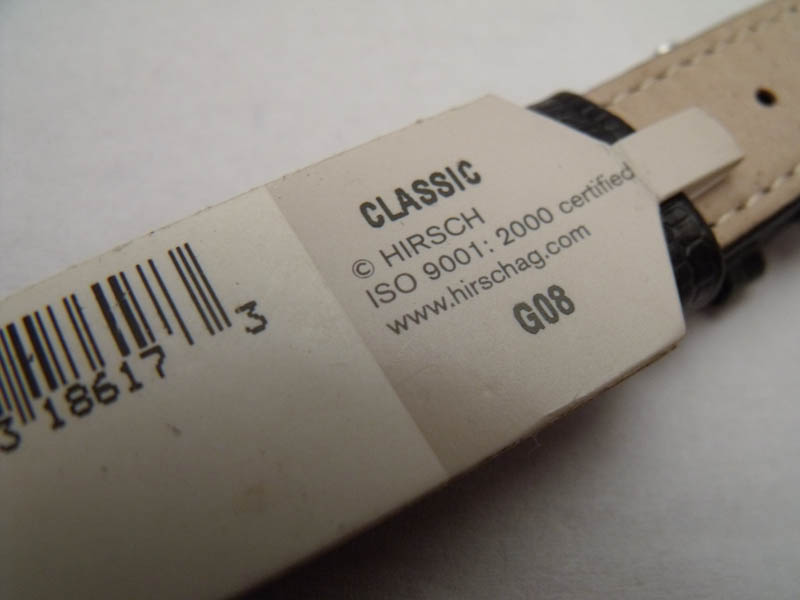 CLASSIC
© HIRSCH
ISO 9001: 2000 certified
www.hirschag.com
G08
3 18617 3